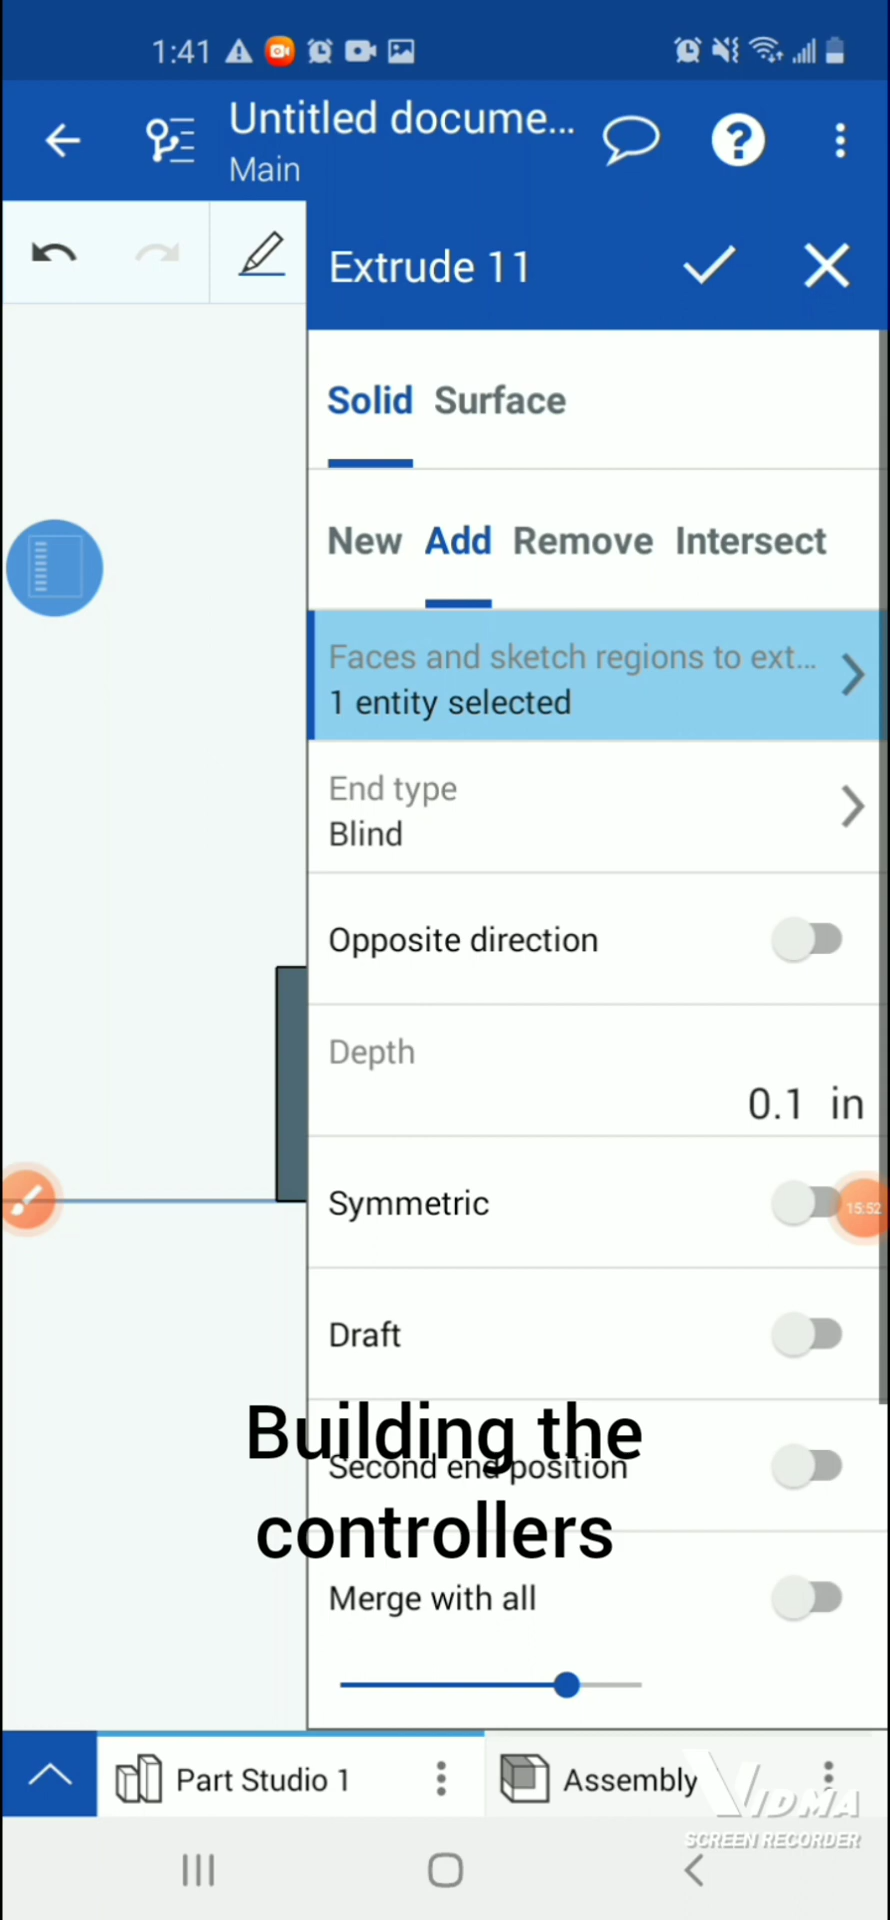 1:41
Untitled docume...
Main
Extrude 11
Solid Surface
New Add Remove Intersect
Faces and sketch regions to ext...
1 entity selected
End type
Blind
Opposite direction
Depth
0.1 in
Symmetric
15:52
Draft
Building the
Second end position
controllers
Merge with all
Part Studio 1
Assembly
VIDMA
SCREEN RECORDER